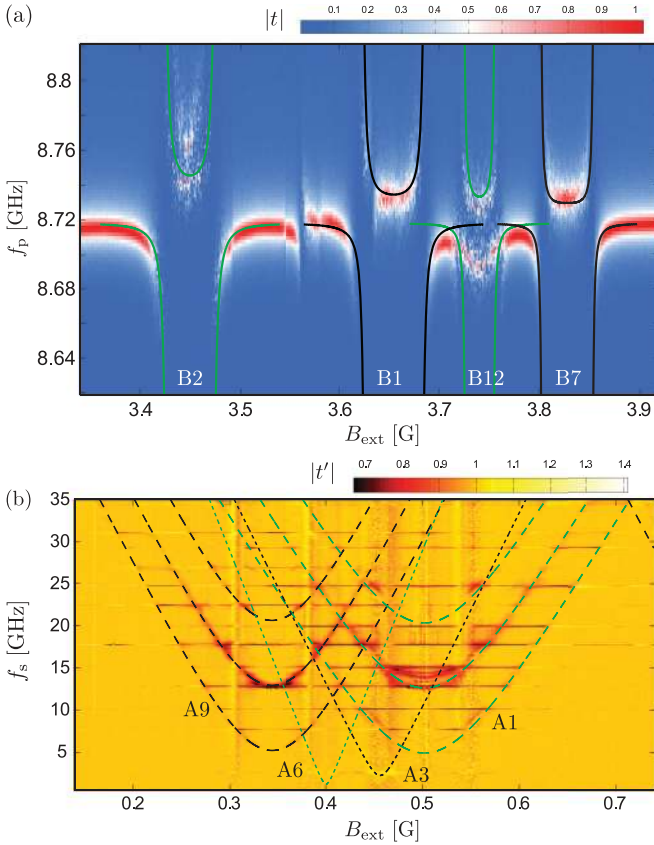 (a)
|t| 0.1 0.2 0.3 0.4 0.5 0.6 0.7 0.8 0.9 1
8.8
8.76
8.72
8.68
8.64
f_p [GHz]
B2 B1 B12 B7
3.4 3.5 3.6 3.7 3.8 3.9
B_ext [G]
|t'| 0.7 0.8 0.9 1 1.1 1.2 1.3 1.4
(b)
35
30
25
20
15
10
5
f_s [GHz]
A9 A6 A3 A1
0.2 0.3 0.4 0.5 0.6 0.7
B_ext [G]